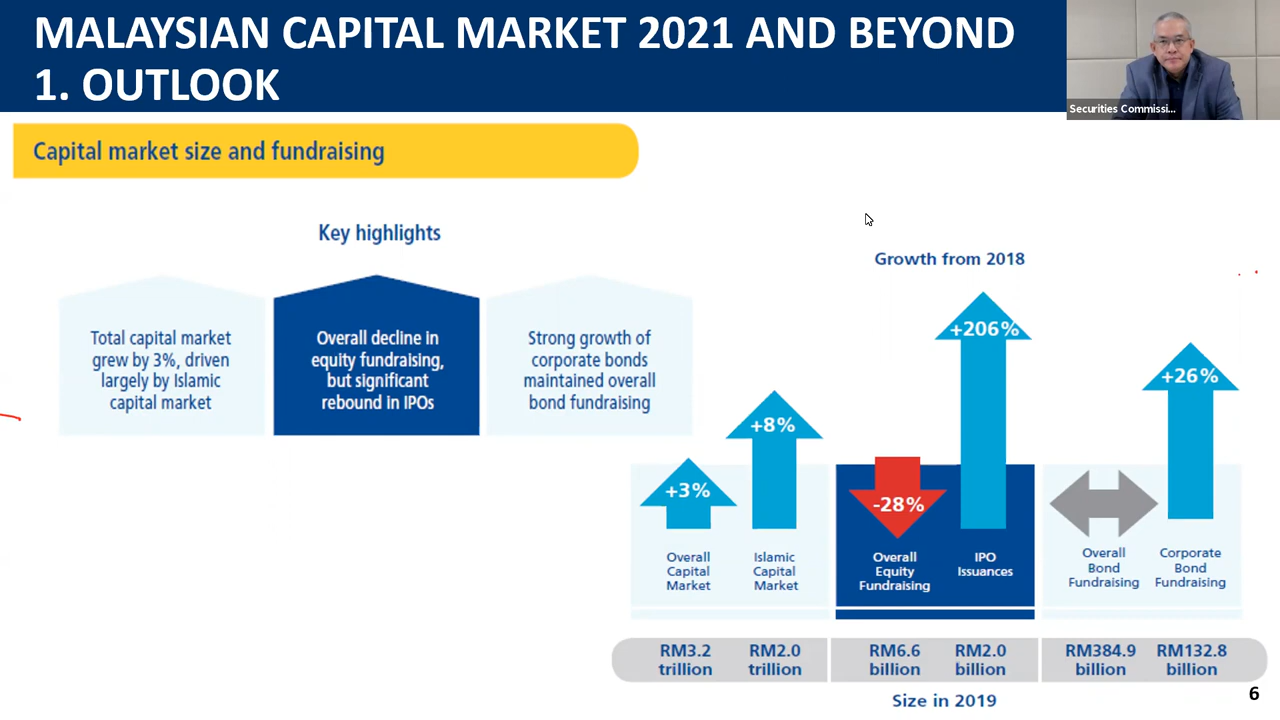 MALAYSIAN CAPITAL MARKET 2021 AND BEYOND
1. OUTLOOK
Securities Commissi...
Capital market size and fundraising
Key highlights
Total capital market
grew by 3%, driven
largely by Islamic
capital market
Overall decline in
equity fundraising,
but significant
rebound in IPOs
Strong growth of
corporate bonds
maintained overall
bond fundraising
Growth from 2018
+3%
+8%
-28%
+206%
+26%
Overall
Capital
Market
Islamic
Capital
Market
Overall
Equity
Fundraising
IPO
Issuances
Overall
Bond
Fundraising
Corporate
Bond
Fundraising
RM3.2
trillion
RM2.0
trillion
RM6.6
billion
RM2.0
billion
RM384.9
billion
RM132.8
billion
Size in 2019
6